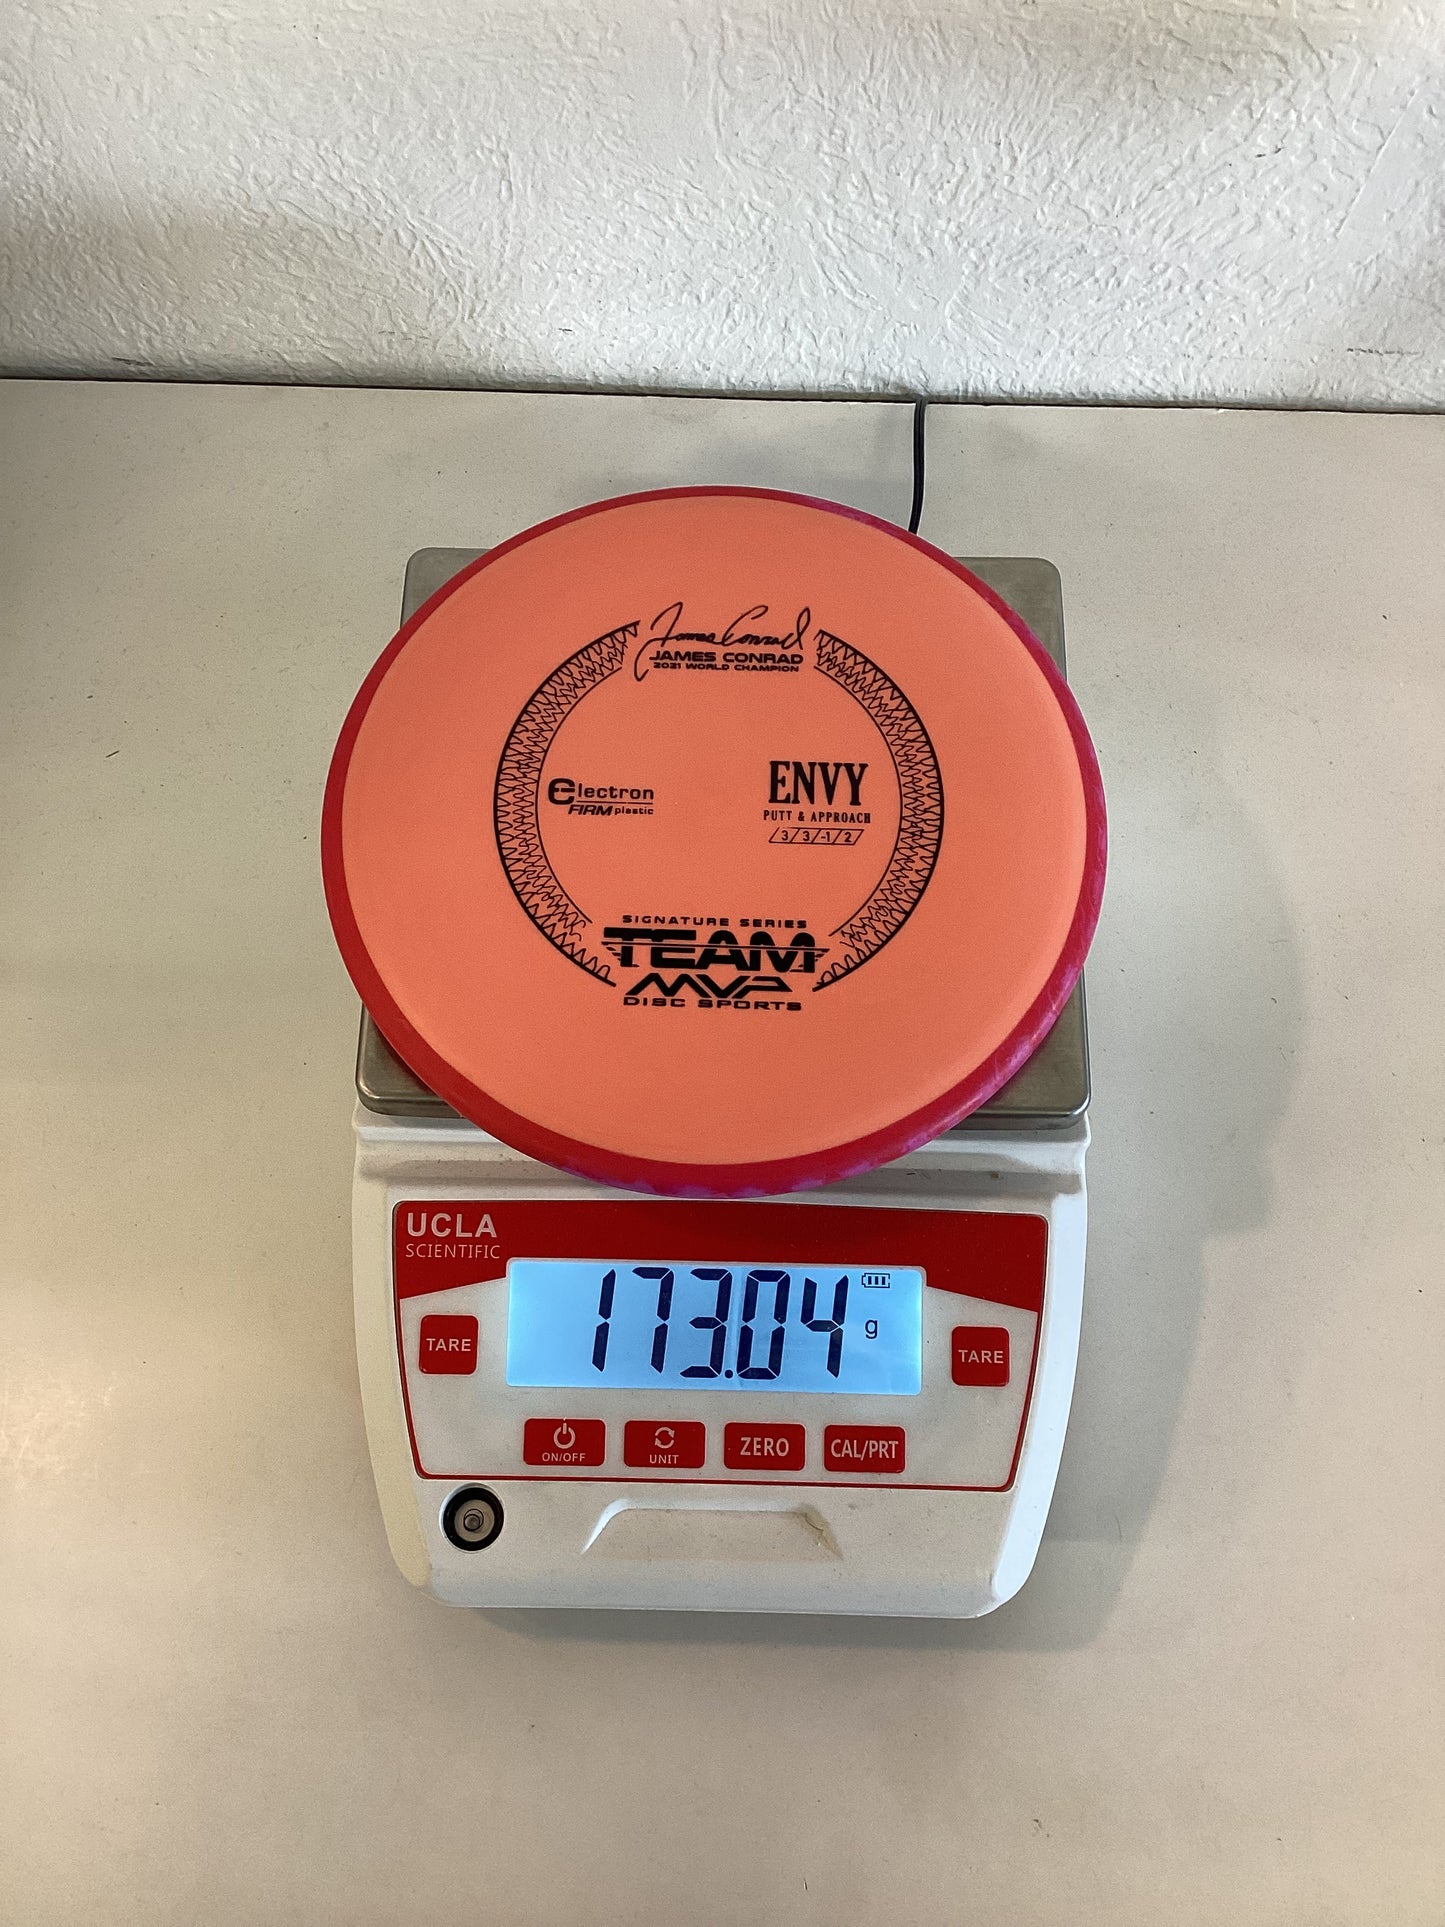 James Conrad
JAMES CONRAD
2021 WORLD CHAMPION
electron
FIRM plastic
ENVY
PUTT & APPROACH
3/3/-1/2
SIGNATURE SERIES
TEAM
MVP
DISC SPORTS
UCLA
SCIENTIFIC
173.04 g
TARE
TARE
ON/OFF
UNIT
ZERO
CAL/PRT